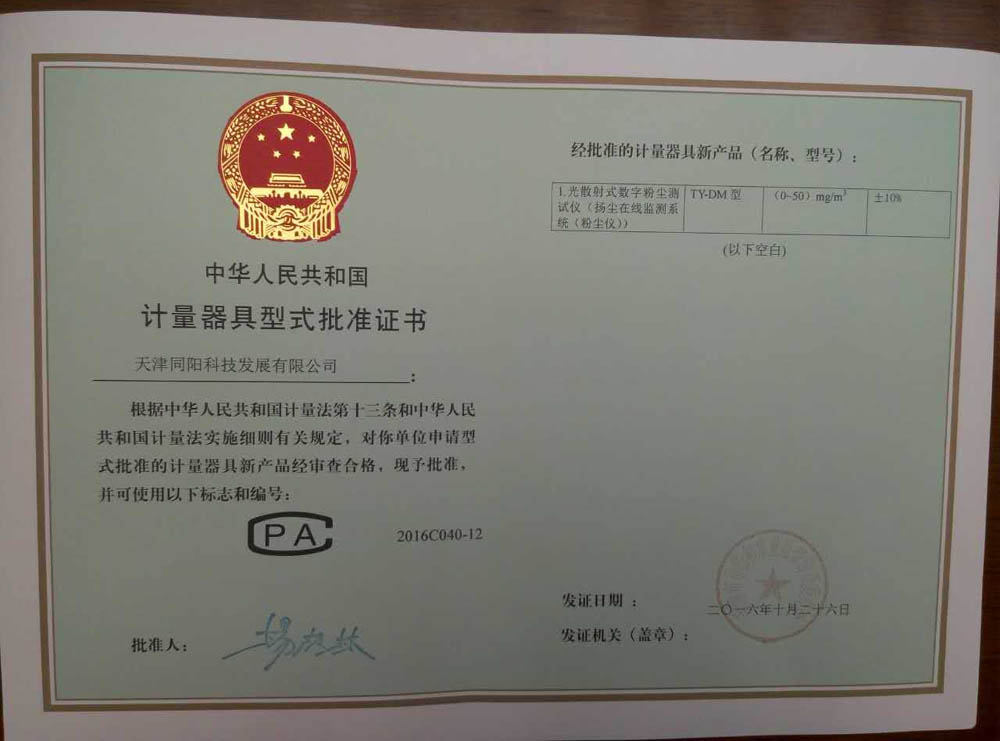 中华人民共和国
计量器具型式批准证书
天津同阳科技发展有限公司:
根据中华人民共和国计量法第十三条和中华人民
共和国计量法实施细则有关规定，对你单位申请型
式批准的计量器具新产品经审查合格，现予批准，
并可使用以下标志和编号：
CPA 2016C040-12
批准人：
经批准的计量器具新产品（名称、型号）：
1.光散射式数字粉尘测 TY-DM 型 （0~50）mg/m³ ±10%
试仪（扬尘在线监测系
统（粉尘仪））
(以下空白)
发证日期 ：
二〇一六年十月二十六日
发证机关（盖章）：